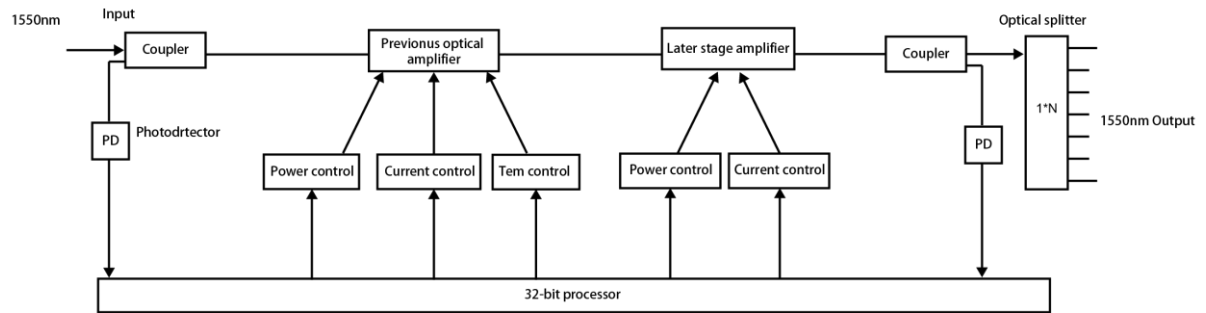 Input
Optical splitter
1550nm
Coupler
Previonus optical
amplifier
Later stage amplifier
Coupler
1*N
1550nm Output
PD
Photodrtector
PD
Power control
Current control
Tem control
Power control
Current control
32-bit processor